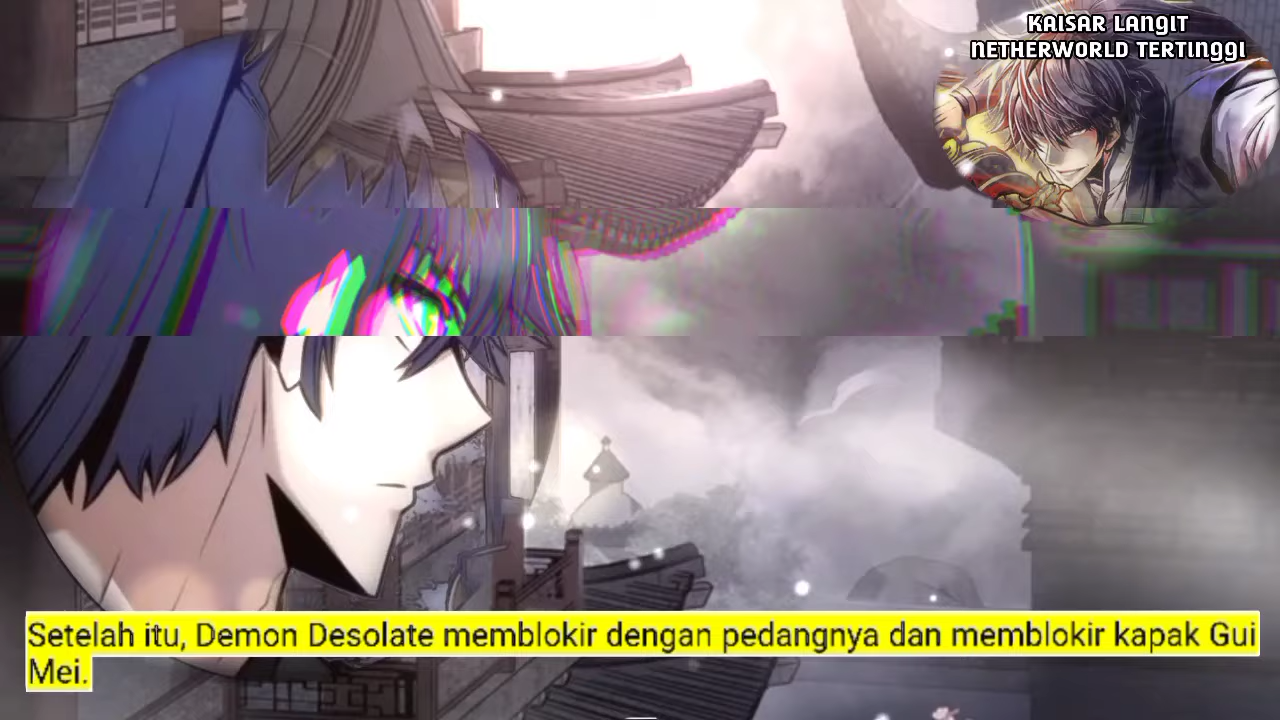 KAISAR LANGIT
NETHERWORLD TERTINGGI
Setelah itu, Demon Desolate memblokir dengan pedangnya dan memblokir kapak Gui
Mei.